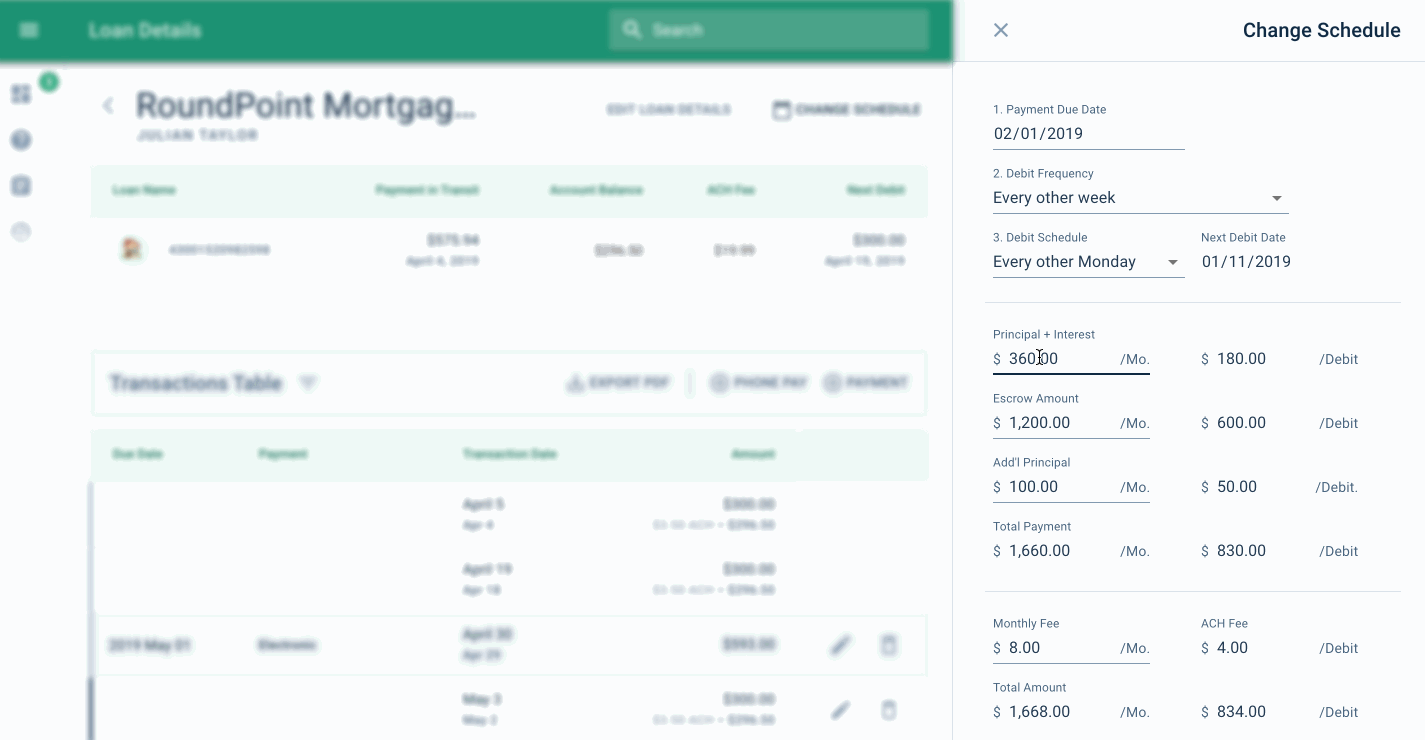 Loan Details
Search
Change Schedule
RoundPoint Mortgag...
JULIAN TAYLOR
EDIT LOAN DETAILS
CHANGE SCHEDULE
Loan Name Payment in Transit Account Balance ACH Fee Next Debit
$575.94 $296.50 $19.99 $300.00
April 4, 2019 April 19, 2019
Transactions Table
EXPORT PDF
PHONE PAY
PAYMENT
Due Date Payment Transaction Date Amount
April 5 $300.00
Apr 4 $296.50
April 19 $300.00
Apr 18 $296.50
2019 May 01 Electronic April 30 $593.00
Apr 29
May 3 $300.00
May 2 $296.50
1. Payment Due Date
02/01/2019
2. Debit Frequency
Every other week
3. Debit Schedule Next Debit Date
Every other Monday 01/11/2019
Principal + Interest
$ 360.00 /Mo. $ 180.00 /Debit
Escrow Amount
$ 1,200.00 /Mo. $ 600.00 /Debit
Add'l Principal
$ 100.00 /Mo. $ 50.00 /Debit.
Total Payment
$ 1,660.00 /Mo. $ 830.00 /Debit
Monthly Fee ACH Fee
$ 8.00 /Mo. $ 4.00 /Debit
Total Amount
$ 1,668.00 /Mo. $ 834.00 /Debit